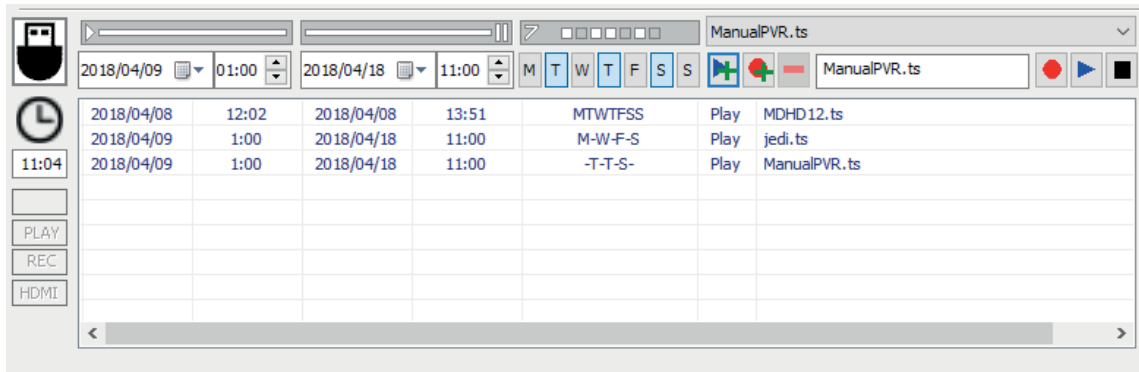 7 ManualPVR.ts
2018/04/09 01:00 2018/04/18 11:00 M T W T F S S ManualPVR.ts
2018/04/08 12:02 2018/04/08 13:51 MTWTFSS Play MDHD12.ts
2018/04/09 1:00 2018/04/18 11:00 M-W-F-S Play jedi.ts
11:04 2018/04/09 1:00 2018/04/18 11:00 -T-T-S- Play ManualPVR.ts
PLAY
REC
HDMI